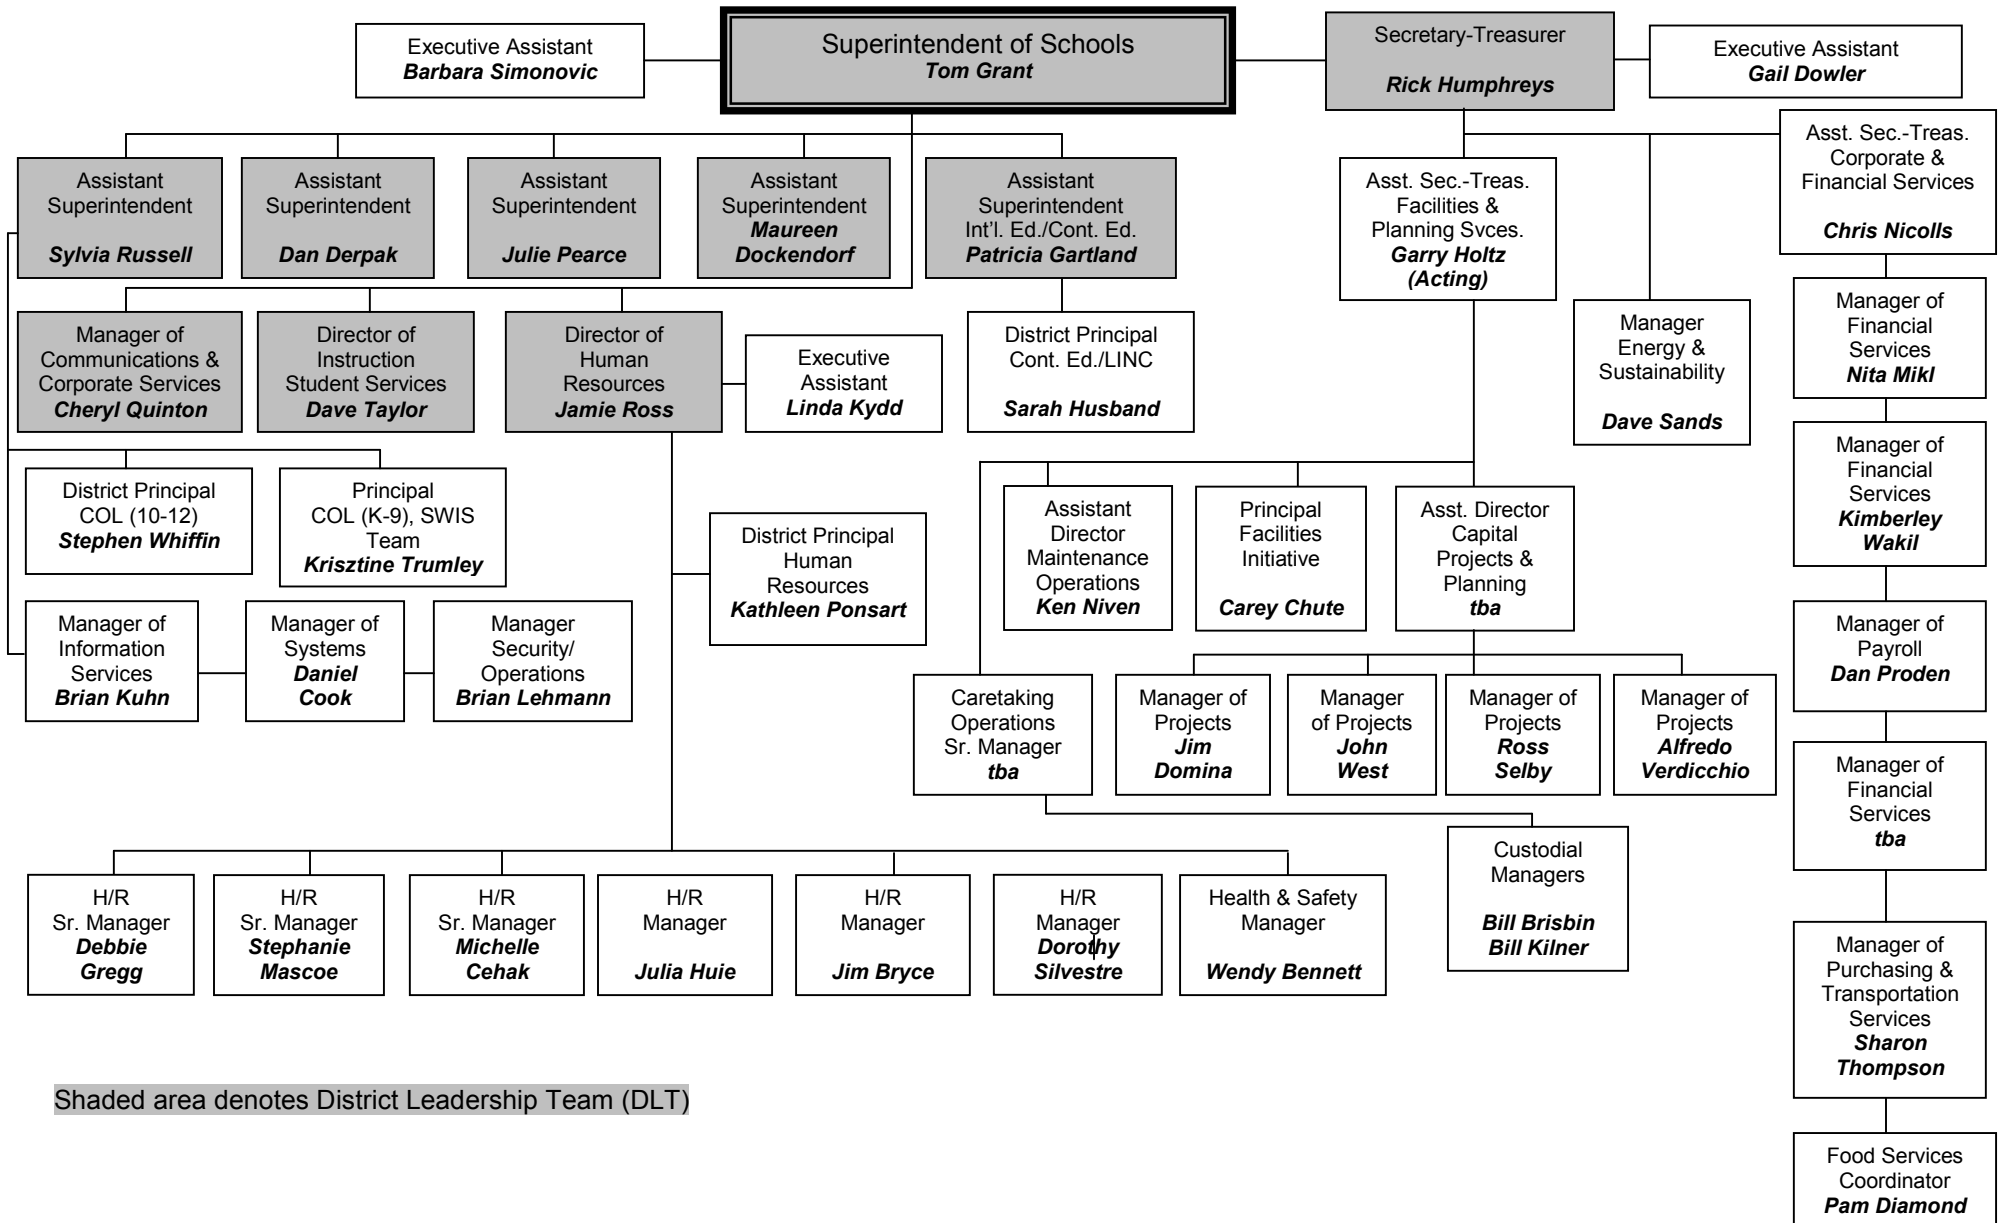 Executive Assistant
Barbara Simonovic
Superintendent of Schools
Tom Grant
Secretary-Treasurer
Rick Humphreys
Executive Assistant
Gail Dowler
Assistant
Superintendent
Sylvia Russell
Assistant
Superintendent
Dan Derpak
Assistant
Superintendent
Julie Pearce
Assistant
Superintendent
Maureen
Dockendorf
Assistant
Superintendent
Int'l. Ed./Cont. Ed.
Patricia Gartland
Asst. Sec.-Treas.
Facilities &
Planning Svces.
Garry Holtz
(Acting)
Asst. Sec.-Treas.
Corporate &
Financial Services
Chris Nicolls
Manager of
Communications &
Corporate Services
Cheryl Quinton
Director of
Instruction
Student Services
Dave Taylor
Director of
Human
Resources
Jamie Ross
Executive
Assistant
Linda Kydd
District Principal
Cont. Ed./LINC
Sarah Husband
Manager
Energy &
Sustainability
Dave Sands
Manager of
Financial
Services
Nita Mikl
Manager of
Financial
Services
Kimberley
Wakil
District Principal
COL (10-12)
Stephen Whiffin
Principal
COL (K-9), SWIS
Team
Krisztine Trumley
District Principal
Human
Resources
Kathleen Ponsart
Assistant
Director
Maintenance
Operations
Ken Niven
Principal
Facilities
Initiative
Carey Chute
Asst. Director
Capital
Projects &
Planning
tba
Manager of
Information
Services
Brian Kuhn
Manager of
Systems
Daniel
Cook
Manager
Security/
Operations
Brian Lehmann
Manager of
Payroll
Dan Proden
Caretaking
Operations
Sr. Manager
tba
Manager of
Projects
Jim
Domina
Manager
of Projects
John
West
Manager of
Projects
Ross
Selby
Manager of
Projects
Alfredo
Verdicchio
Manager of
Financial
Services
tba
Custodial
Managers
Bill Brisbin
Bill Kilner
H/R
Sr. Manager
Debbie
Gregg
H/R
Sr. Manager
Stephanie
Mascoe
H/R
Sr. Manager
Michelle
Cehak
H/R
Manager
Julia Huie
H/R
Manager
Jim Bryce
H/R
Manager
Dorothy
Silvestre
Health & Safety
Manager
Wendy Bennett
Manager of
Purchasing &
Transportation
Services
Sharon
Thompson
Shaded area denotes District Leadership Team (DLT)
Food Services
Coordinator
Pam Diamond